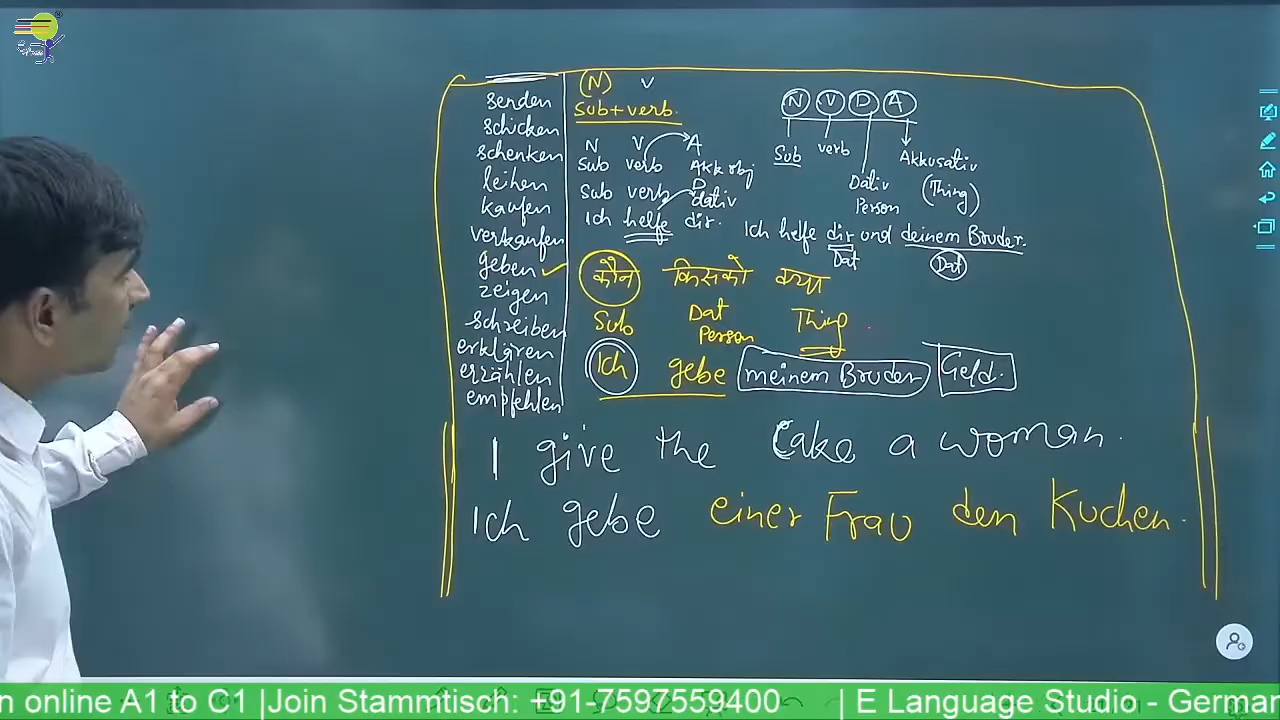 senden
schicken
schenken
leihen
kaufen
verkaufen
geben ✓
zeigen
schreiben
erklären
erzählen
empfehlen
N V
Sub+verb.
N V A
Sub verb Akk obj
D
Sub verb dativ
Ich helfe dir.
N V D A
Sub verb Dativ Person Akkusativ (Thing)
Ich helfe dir und deinem Bruder.
Dat Dat
कौन किसको क्या
Sub Dat Person Thing
Ich gebe meinem Bruder Geld.
I give the Cake a woman.
Ich gebe einer Frau den Kuchen.
n online A1 to C1 |Join Stammtisch: +91-7597559400 | E Language Studio - German